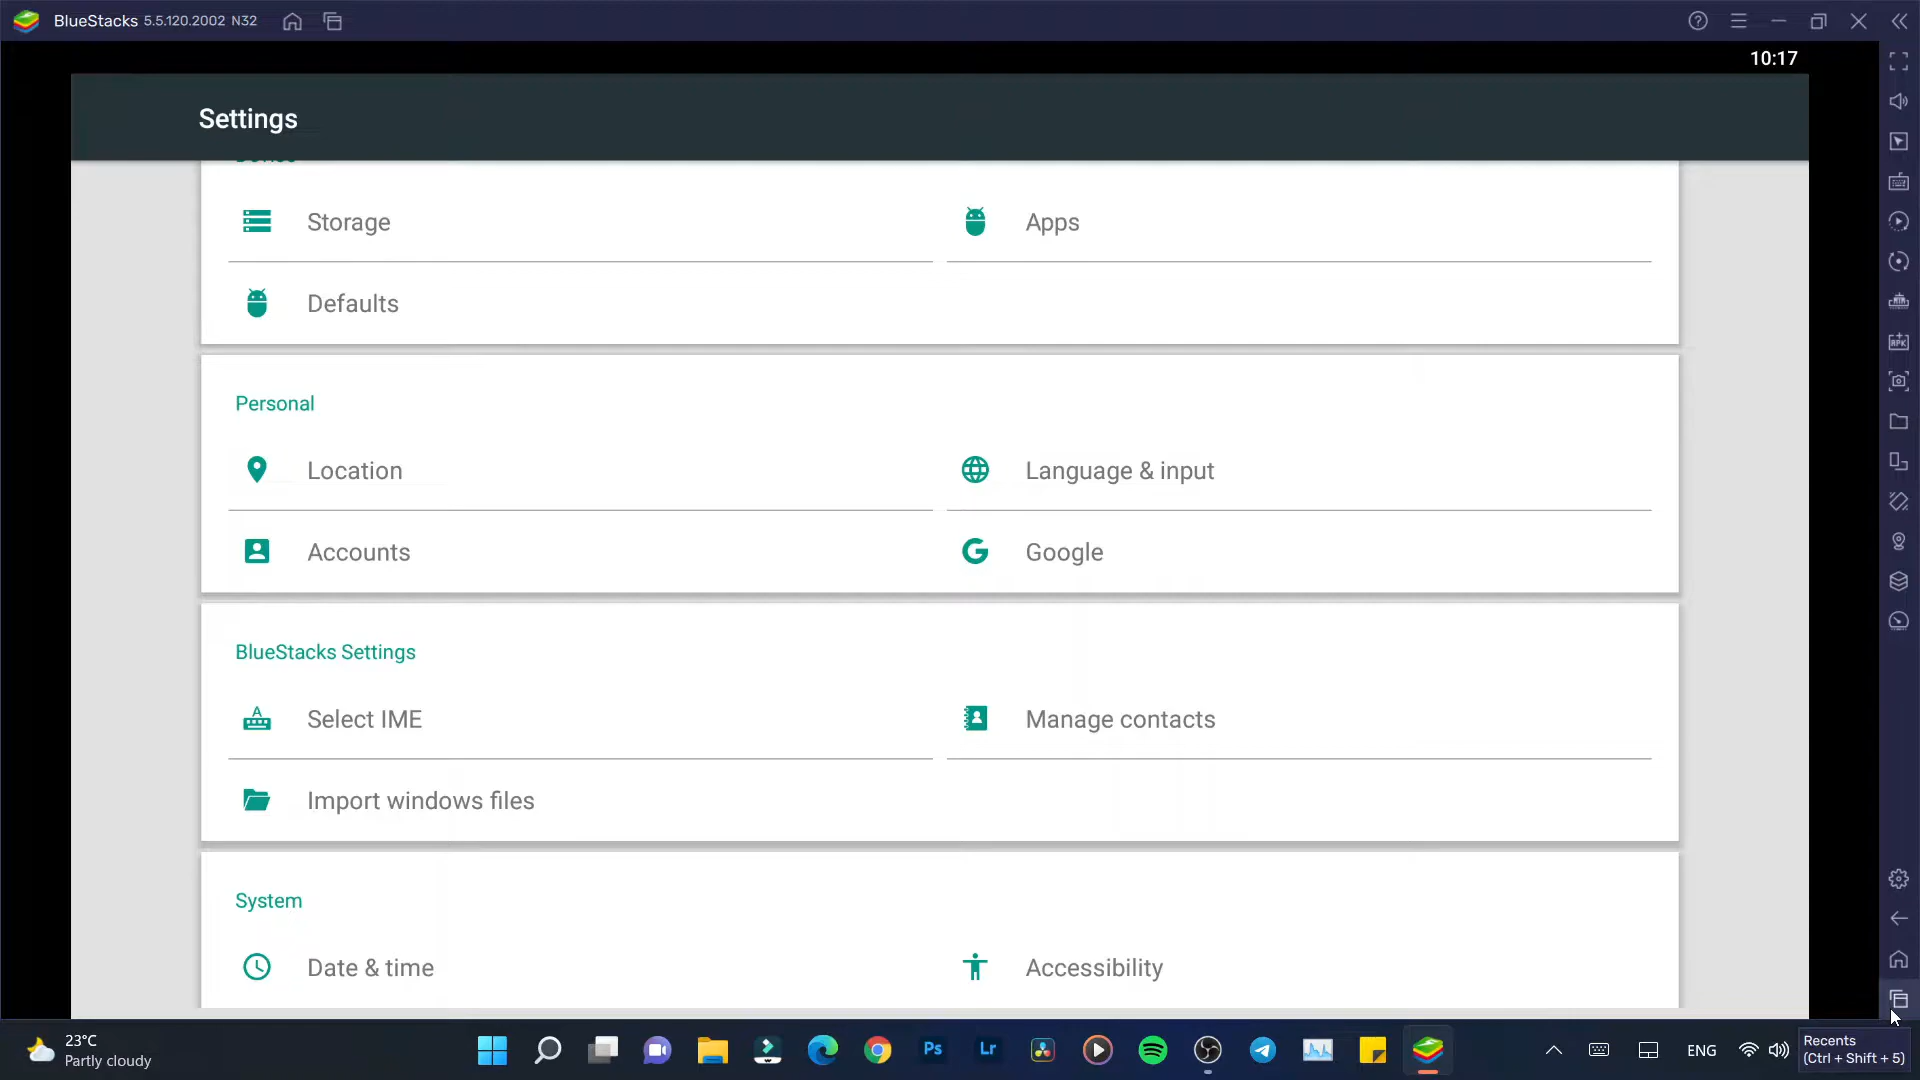 BlueStacks 5.5.120.2002 N32
10:17
Settings
Storage
Apps
Defaults
Personal
Location
Language & input
Accounts
Google
BlueStacks Settings
Select IME
Manage contacts
Import windows files
System
Date & time
Accessibility
23°C
Partly cloudy
Ps
Lr
ENG
Recents
(Ctrl + Shift + 5)